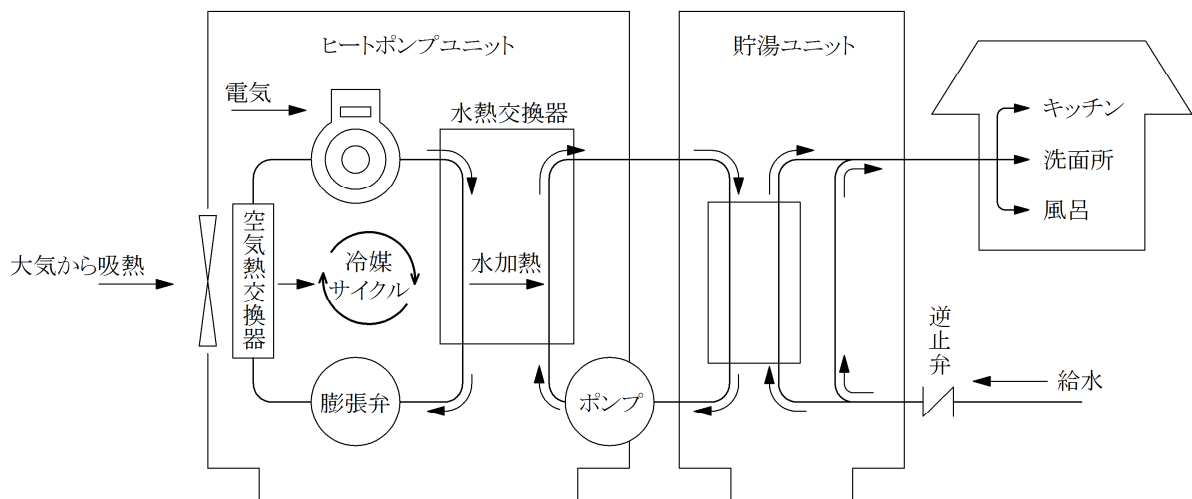 ヒートポンプユニット
貯湯ユニット
電気
水熱交換器
キッチン
洗面所
風呂
空気熱交換器
大気から吸熱
冷媒
サイクル
水加熱
逆止弁
給水
膨張弁
ポンプ